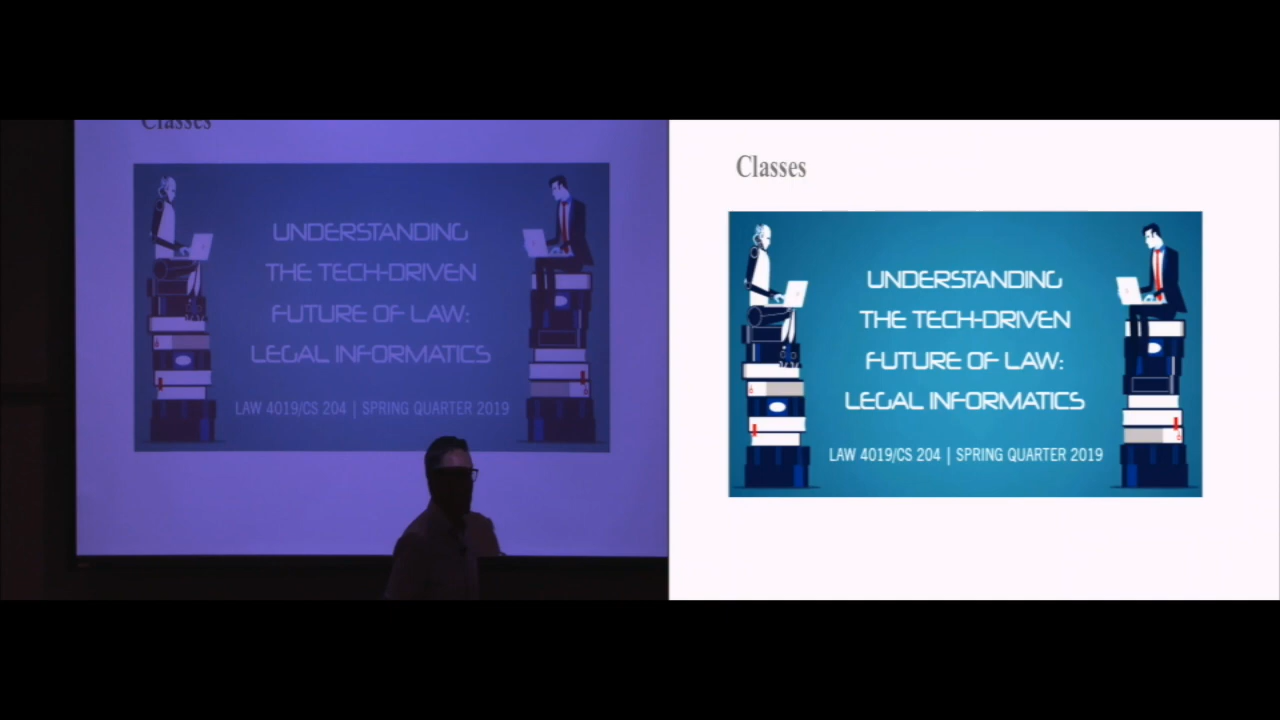 Classes
UNDERSTANDING
THE TECH-DRIVEN
FUTURE OF LAW:
LEGAL INFORMATICS
LAW 4019/CS 204 | SPRING QUARTER 2019
Classes
UNDERSTANDING
THE TECH-DRIVEN
FUTURE OF LAW:
LEGAL INFORMATICS
LAW 4019/CS 204 | SPRING QUARTER 2019